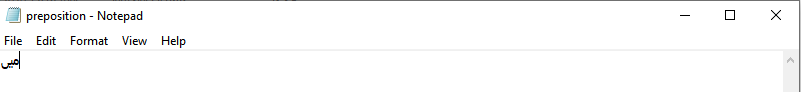 preposition - Notepad
File Edit Format View Help
میں